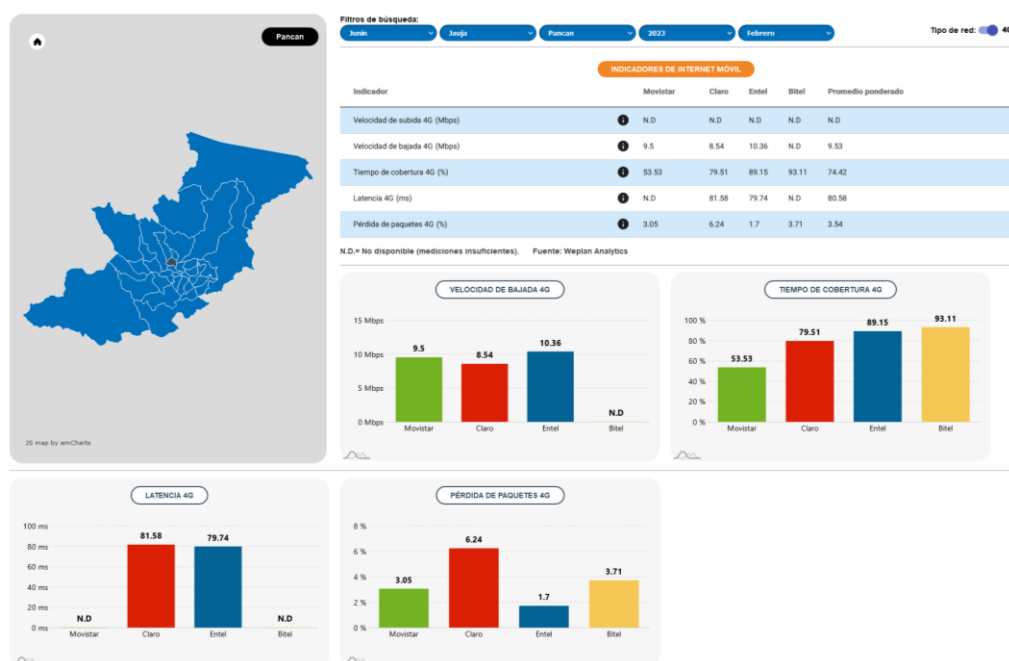 Pancan
Filtros de búsqueda:
Junín Jauja Pancan 2023 Febrero
Tipo de red:
INDICADORES DE INTERNET MÓVIL
Indicador Movistar Claro Entel Bitel Promedio ponderado
Velocidad de subida 4G (Mbps) N.D N.D N.D N.D N.D
Velocidad de bajada 4G (Mbps) 9.5 8.54 10.36 N.D 9.53
Tiempo de cobertura 4G (%) 53.53 79.51 89.15 93.11 74.42
Latencia 4G (ms) N.D 81.58 79.74 N.D 80.58
Pérdida de paquetes 4G (%) 3.05 6.24 1.7 3.71 3.54
N.D.= No disponible (mediciones insuficientes). Fuente: Weplan Analytics
JS map by amCharts
VELOCIDAD DE BAJADA 4G
15 Mbps
10 Mbps
5 Mbps
0 Mbps
9.5 8.54 10.36 N.D
Movistar Claro Entel Bitel
TIEMPO DE COBERTURA 4G
100 %
80 %
60 %
40 %
20 %
0 %
53.53 79.51 89.15 93.11
Movistar Claro Entel Bitel
LATENCIA 4G
100 ms
80 ms
60 ms
40 ms
20 ms
0 ms
N.D 81.58 79.74 N.D
Movistar Claro Entel Bitel
PÉRDIDA DE PAQUETES 4G
8 %
6 %
4 %
2 %
0 %
3.05 6.24 1.7 3.71
Movistar Claro Entel Bitel